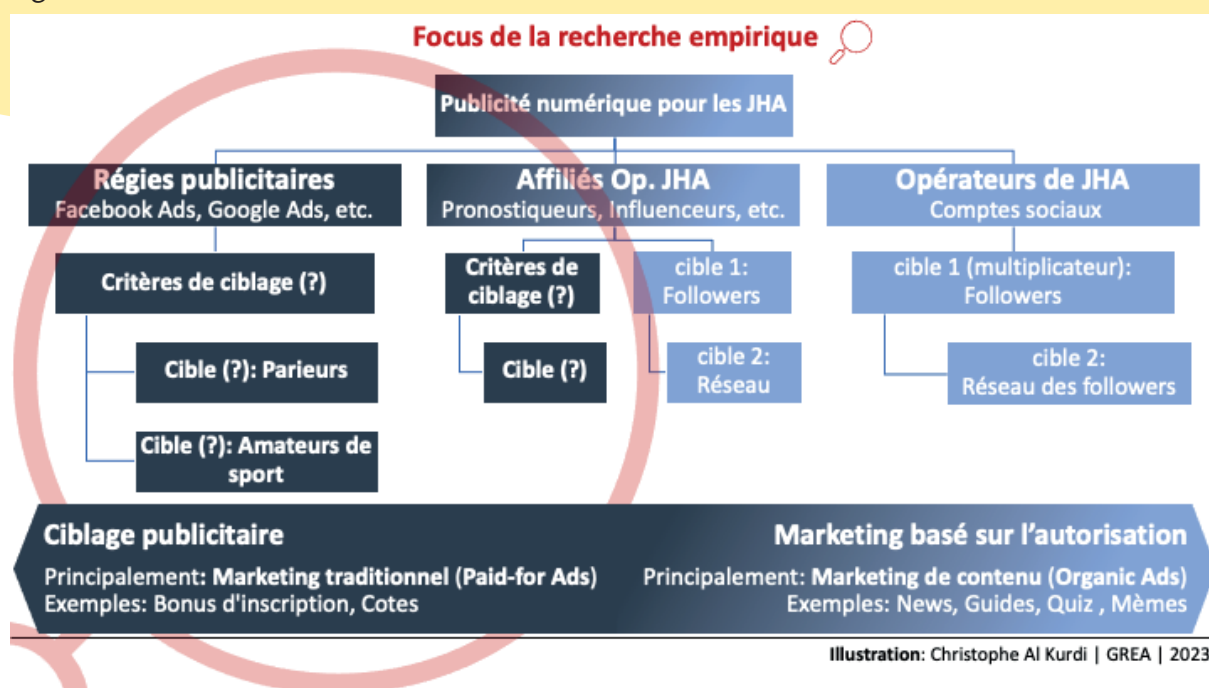 Focus de la recherche empirique
Publicité numérique pour les JHA
Régies publicitaires
Facebook Ads, Google Ads, etc.
Affiliés Op. JHA
Pronostiqueurs, Influenceurs, etc.
Opérateurs de JHA
Comptes sociaux
Critères de ciblage (?)
Cible (?): Parieurs
Cible (?): Amateurs de
sport
Critères de
ciblage (?)
Cible (?)
cible 1:
Followers
cible 2:
Réseau
cible 1 (multiplicateur):
Followers
cible 2:
Réseau des followers
Ciblage publicitaire
Principalement: Marketing traditionnel (Paid-for Ads)
Exemples: Bonus d'inscription, Cotes
Marketing basé sur l’autorisation
Principalement: Marketing de contenu (Organic Ads)
Exemples: News, Guides, Quiz , Mèmes
Illustration: Christophe Al Kurdi | GREA | 2023